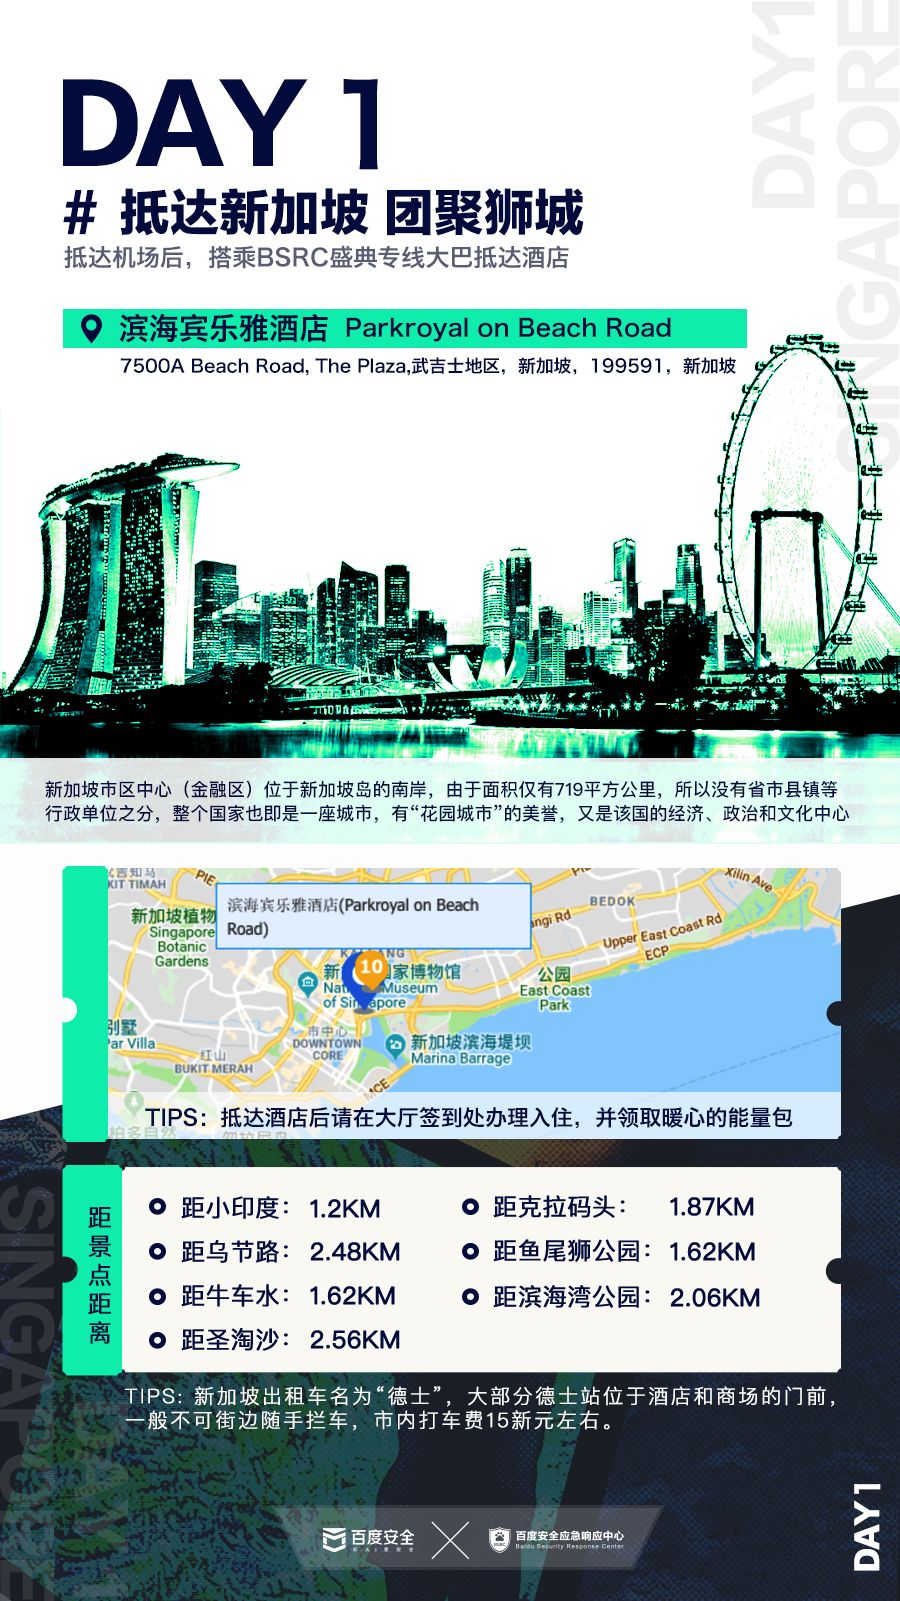 DAY1
SINGAPORE
DAY 1
# 抵达新加坡 团聚狮城
抵达机场后，搭乘BSRC盛典专线大巴抵达酒店
滨海宾乐雅酒店 Parkroyal on Beach Road
7500A Beach Road, The Plaza,武吉士地区，新加坡，199591，新加坡
新加坡市区中心（金融区）位于新加坡岛的南岸，由于面积仅有719平方公里，所以没有省市县镇等
行政单位之分，整个国家也即是一座城市，有“花园城市”的美誉，又是该国的经济、政治和文化中心
KIT TIMAH
PIE
滨海宾乐雅酒店(Parkroyal on Beach
Road)
angi Rd
BEDOK
Xilin Ave
Upper East Coast Rd
ECP
新加坡植物
Singapore
Botanic
Gardens
KALLANG
10
新 国家博物馆
Nat Museum
of Singapore
公园
East Coast
Park
别墅
Par Villa
市中心
DOWNTOWN
CORE
新加坡滨海堤坝
Marina Barrage
红山
BUKIT MERAH
MCE
TIPS：抵达酒店后请在大厅签到处办理入住，并领取暖心的能量包
距景点距离
距小印度： 1.2KM
距克拉码头： 1.87KM
距乌节路： 2.48KM
距鱼尾狮公园： 1.62KM
距牛车水： 1.62KM
距滨海湾公园： 2.06KM
距圣淘沙： 2.56KM
TIPS: 新加坡出租车名为“德士”，大部分德士站位于酒店和商场的门前，
一般不可街边随手拦车，市内打车费15新元左右。
SINGAPORE
DAY 1
DAY 1
百度安全
有AI更安全
BSRC
百度安全应急响应中心
Baidu Security Response Center